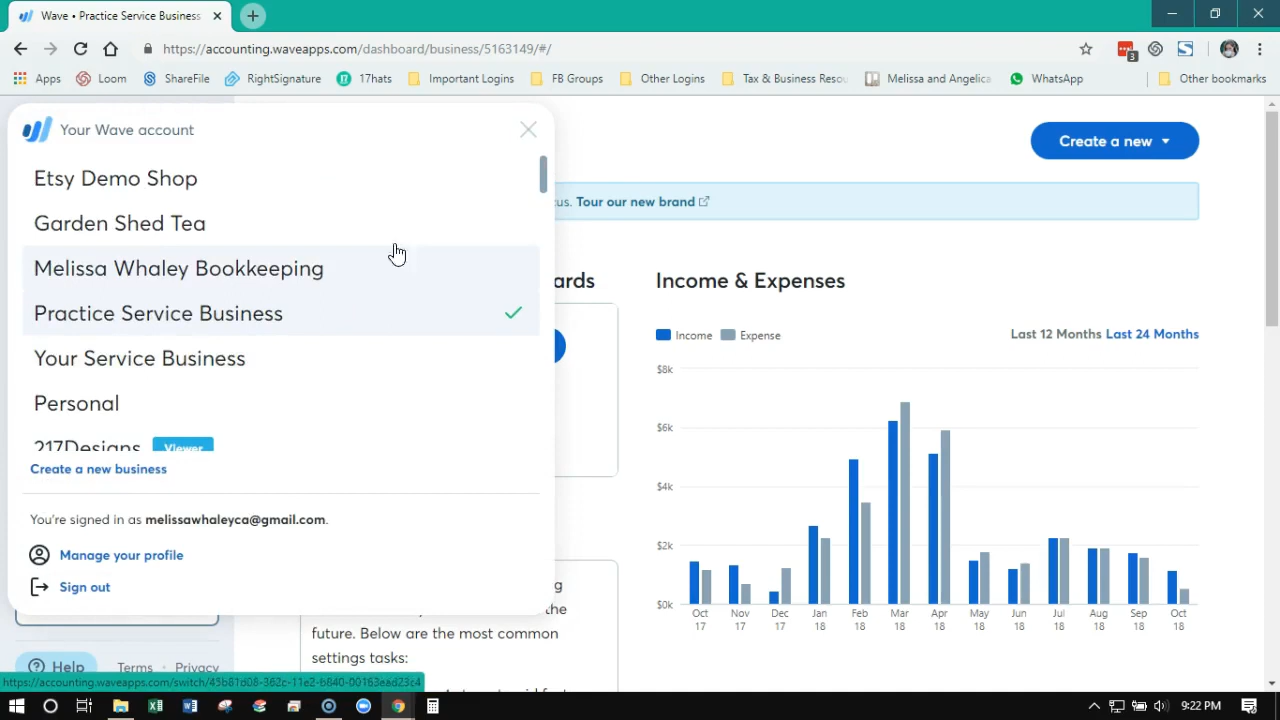 Wave • Practice Service Business
https://accounting.waveapps.com/dashboard/business/5163149/#/
3
Apps
Loom
ShareFile
RightSignature
17hats
Important Logins
FB Groups
Other Logins
Tax & Business Resou
Melissa and Angelica
WhatsApp
Other bookmarks
Your Wave account
Etsy Demo Shop
Garden Shed Tea
Melissa Whaley Bookkeeping
Practice Service Business
Your Service Business
Personal
217Designs Viewer
Create a new business
You're signed in as melissawhaleyca@gmail.com.
Manage your profile
Sign out
Help
Terms · Privacy
Create a new
cus. Tour our new brand
ards
Income & Expenses
Income Expense
Last 12 Months Last 24 Months
$8k
$6k
$4k
$2k
$0k
Oct Nov Dec Jan Feb Mar Apr May Jun Jul Aug Sep Oct
17 17 17 18 18 18 18 18 18 18 18 18 18
g
the
future. Below are the most common
settings tasks:
9:22 PM